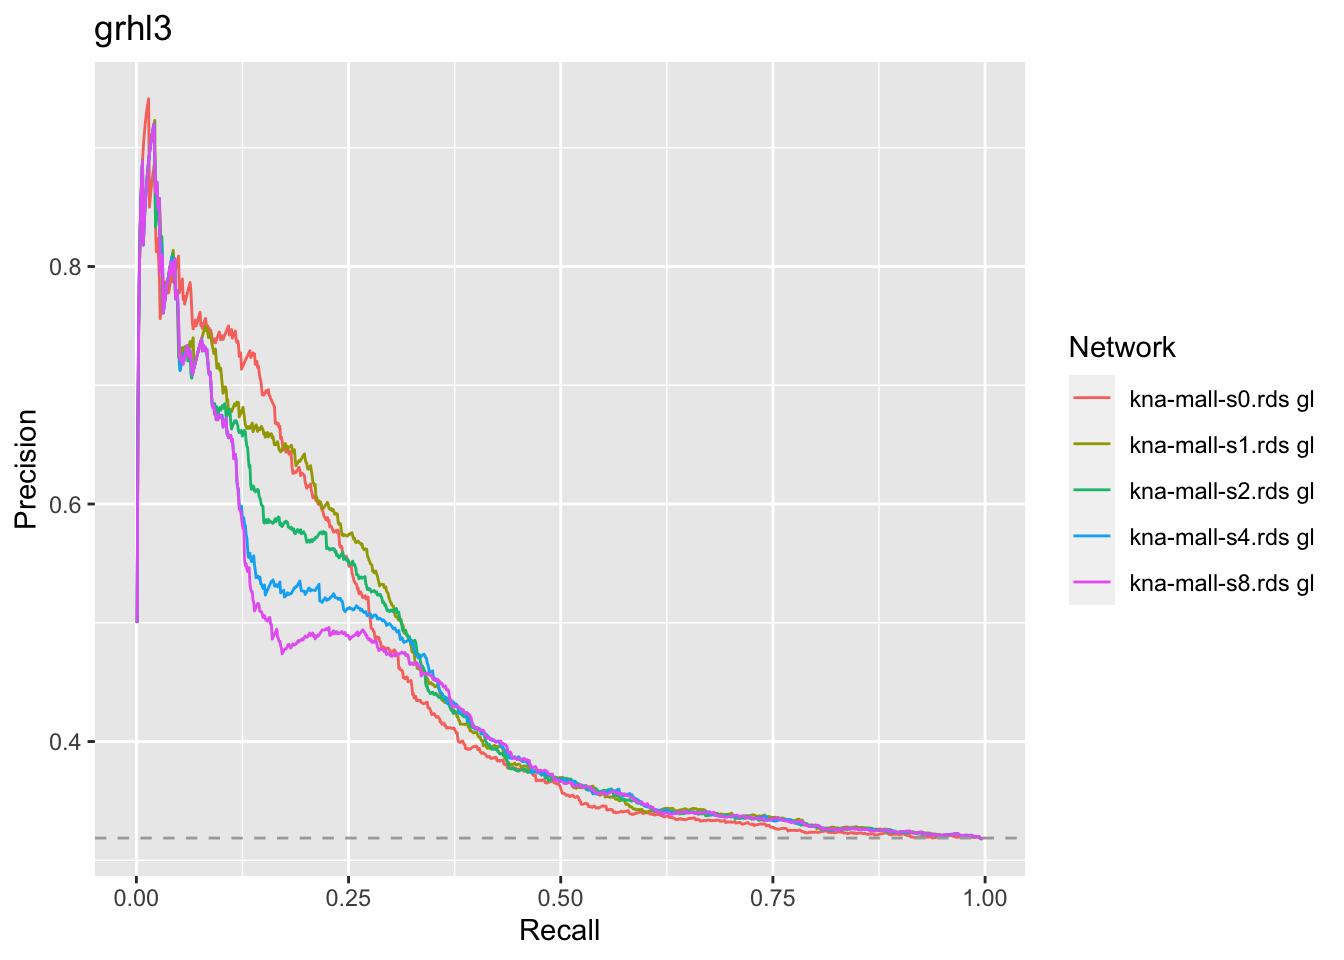 grhl3
Precision
0.8
0.6
0.4
0.00 0.25 0.50 0.75 1.00
Recall
Network
kna-mall-s0.rds gl
kna-mall-s1.rds gl
kna-mall-s2.rds gl
kna-mall-s4.rds gl
kna-mall-s8.rds gl